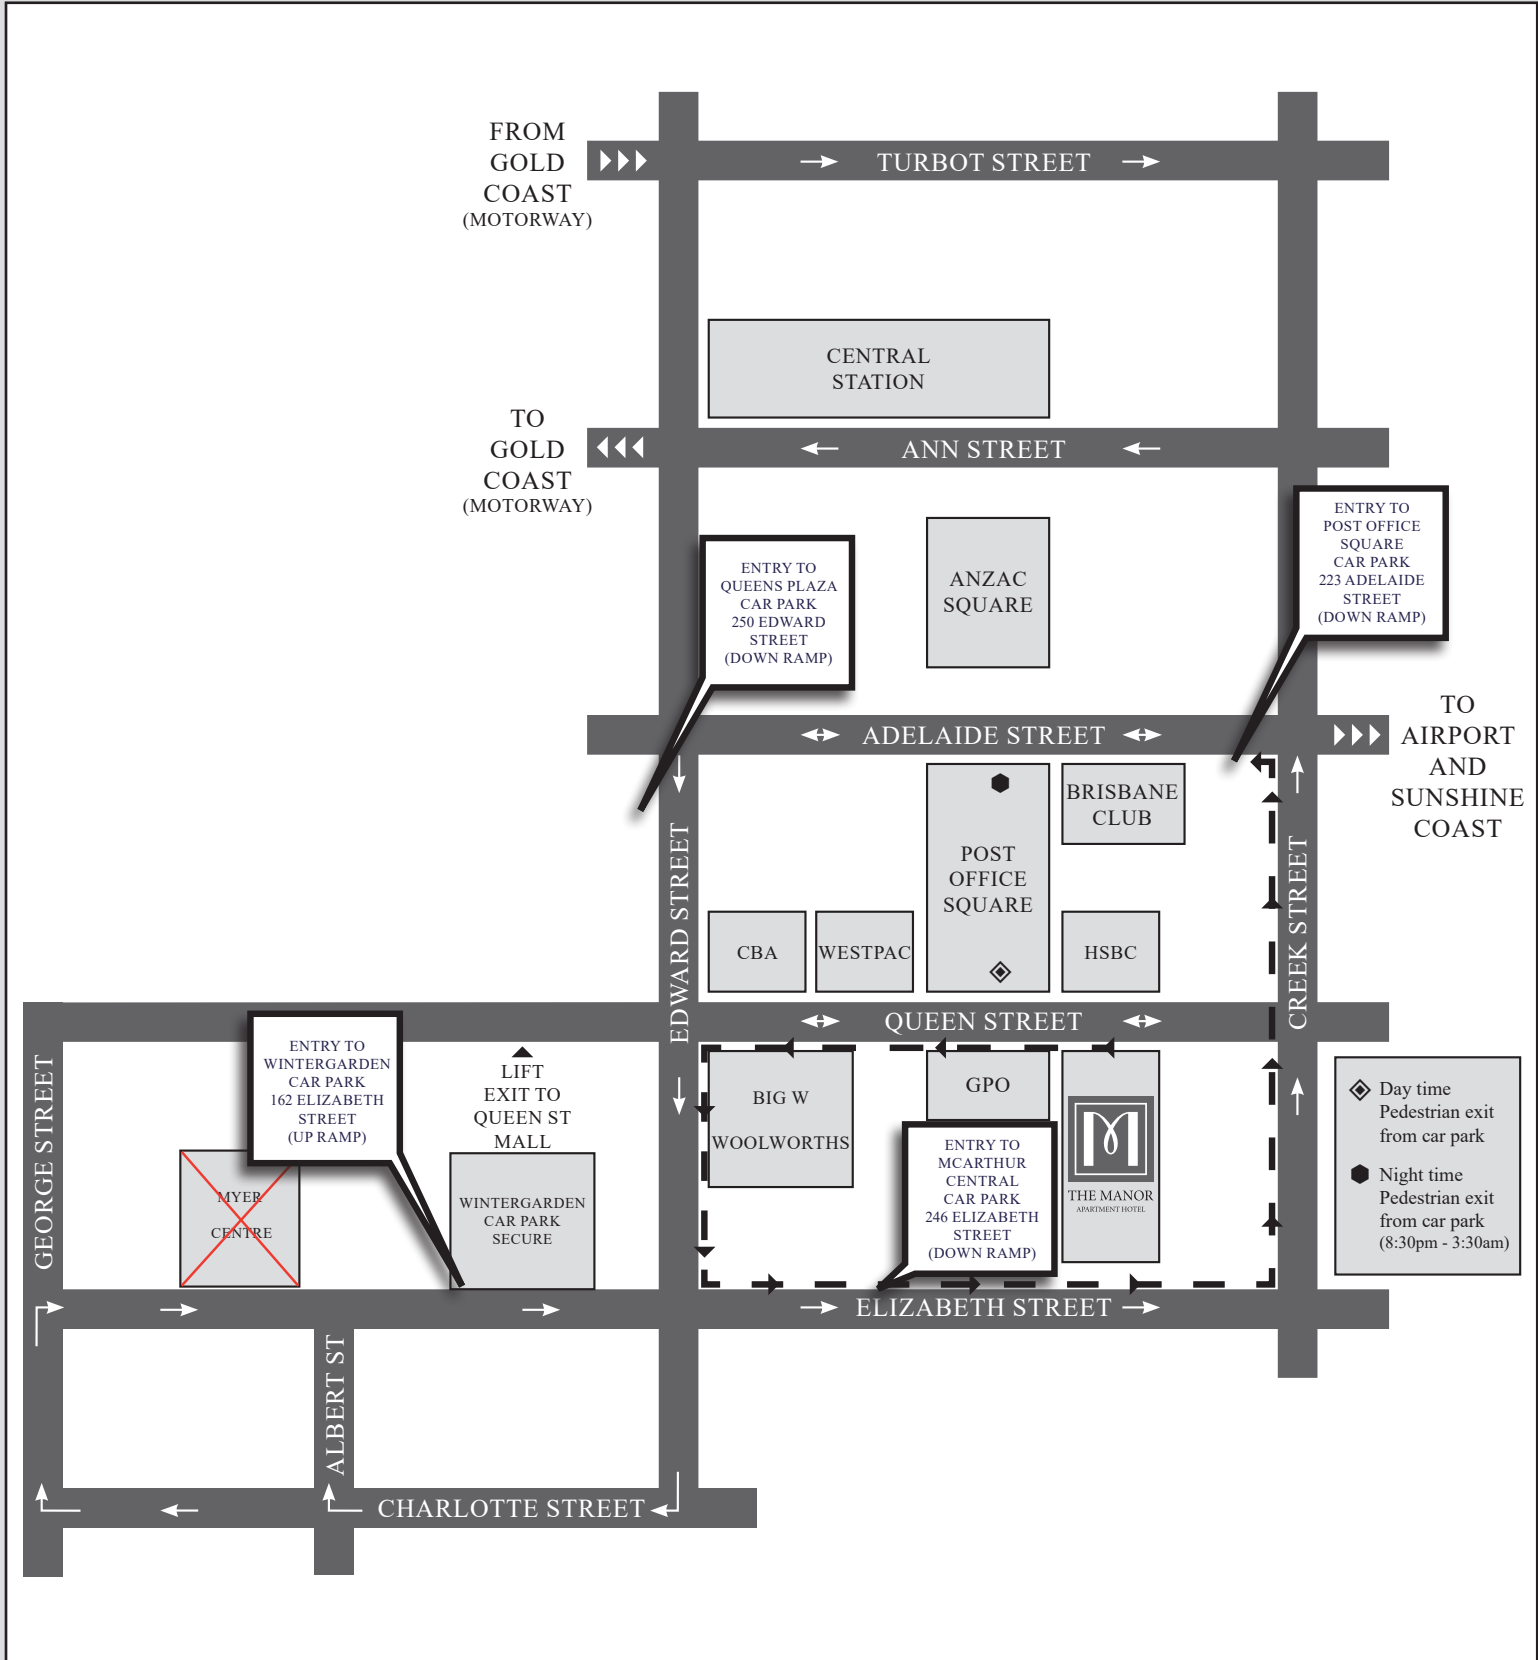 FROM
GOLD
COAST
(MOTORWAY)
TURBOT STREET
CENTRAL
STATION
TO
GOLD
COAST
(MOTORWAY)
ANN STREET
ENTRY TO
POST OFFICE
SQUARE
CAR PARK
223 ADELAIDE
STREET
(DOWN RAMP)
ENTRY TO
QUEENS PLAZA
CAR PARK
250 EDWARD
STREET
(DOWN RAMP)
ANZAC
SQUARE
ADELAIDE STREET
TO
AIRPORT
AND
SUNSHINE
COAST
BRISBANE
CLUB
POST
OFFICE
SQUARE
EDWARD STREET
CREEK STREET
CBA
WESTPAC
HSBC
QUEEN STREET
GEORGE STREET
ENTRY TO
WINTERGARDEN
CAR PARK
162 ELIZABETH
STREET
(UP RAMP)
LIFT
EXIT TO
QUEEN ST
MALL
BIG W
WOOLWORTHS
GPO
M
THE MANOR
APARTMENT HOTEL
Day time
Pedestrian exit
from car park
Night time
Pedestrian exit
from car park
(8:30pm - 3:30am)
MYER
CENTRE
WINTERGARDEN
CAR PARK
SECURE
ENTRY TO
MCARTHUR
CENTRAL
CAR PARK
246 ELIZABETH
STREET
(DOWN RAMP)
ELIZABETH STREET
ALBERT ST
CHARLOTTE STREET